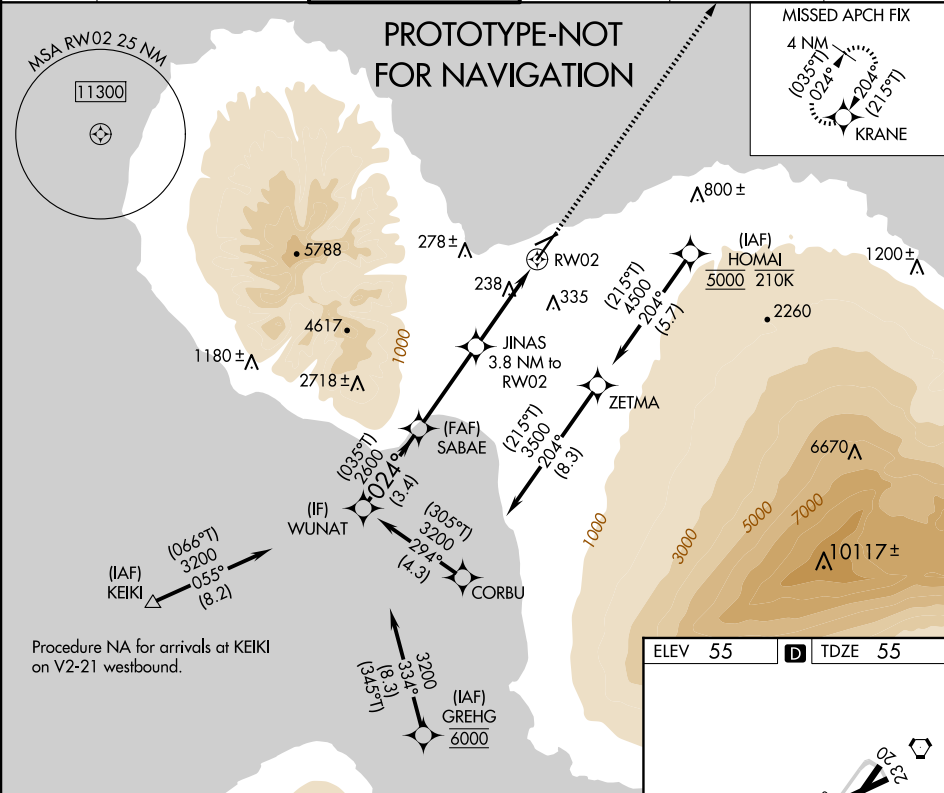 PROTOTYPE-NOT
FOR NAVIGATION
MSA RW02 25 NM
11300
MISSED APCH FIX
4 NM
(035°T)
024°
204°
(215°T)
KRANE
5788
4617
1180 ±
2718 ±
1000
278 ±
238
335
RW02
800 ±
(IAF)
HOMAI
5000 210K
1200 ±
2260
(215°T)
4500
204°
(5.7)
JINAS
3.8 NM to
RW02
ZETMA
(215°T)
3500
204°
(8.3)
(FAF)
SABAE
(035°T)
2600
024°
(3.4)
(IF)
WUNAT
(305°T)
3200
294°
(4.3)
CORBU
(066°T)
3200
055°
(8.2)
(IAF)
KEIKI
Procedure NA for arrivals at KEIKI
on V2-21 westbound.
3200
334°
(8.3)
(345°T)
(IAF)
GREHG
6000
6670
1000
3000
5000
7000
10117 ±
ELEV 55
D
TDZE 55
20
23